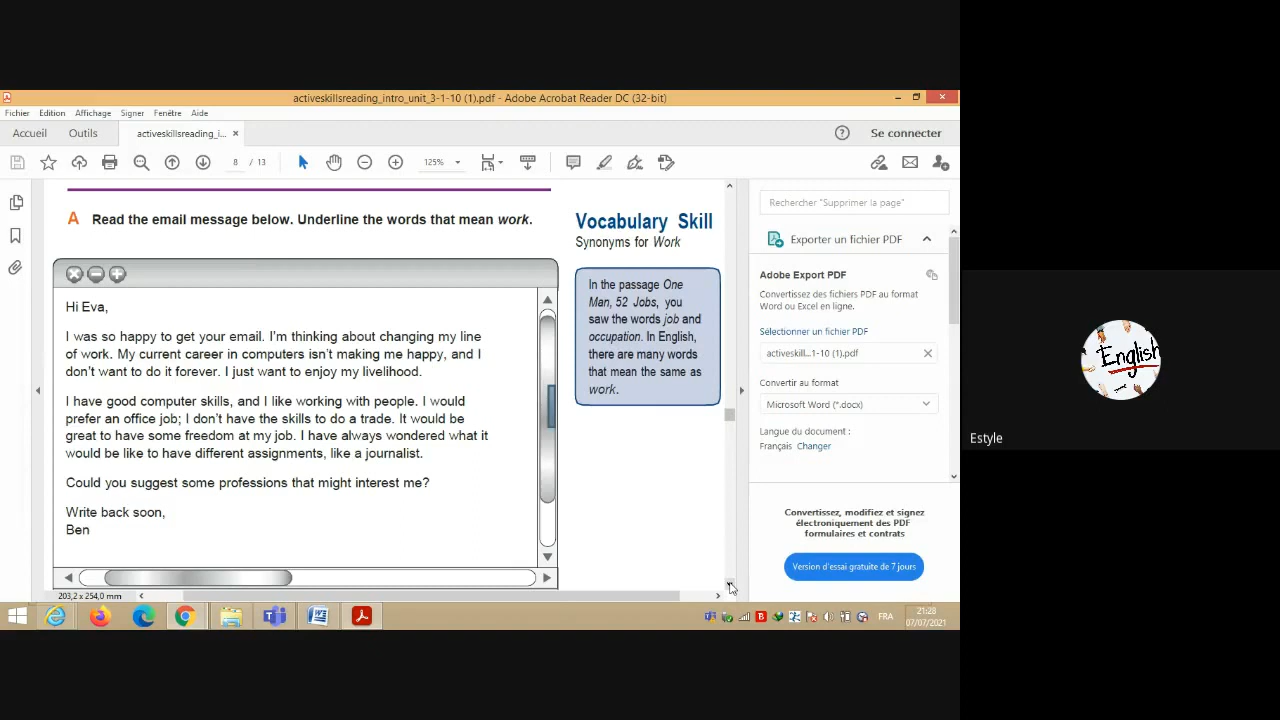 activeskillsreading_intro_unit_3-1-10 (1).pdf - Adobe Acrobat Reader DC (32-bit)
Fichier Edition Affichage Signer Fenêtre Aide
Accueil Outils activeskillsreading_i... × Se connecter
8 / 13 125%
A Read the email message below. Underline the words that mean work.
Hi Eva,
I was so happy to get your email. I'm thinking about changing my line
of work. My current career in computers isn't making me happy, and I
don't want to do it forever. I just want to enjoy my livelihood.
I have good computer skills, and I like working with people. I would
prefer an office job; I don't have the skills to do a trade. It would be
great to have some freedom at my job. I have always wondered what it
would be like to have different assignments, like a journalist.
Could you suggest some professions that might interest me?
Write back soon,
Ben
203,2 x 254,0 mm
Vocabulary Skill
Synonyms for Work
In the passage One
Man, 52 Jobs, you
saw the words job and
occupation. In English,
there are many words
that mean the same as
work.
Rechercher "Supprimer la page"
Exporter un fichier PDF
Adobe Export PDF
Convertissez des fichiers PDF au format
Word ou Excel en ligne.
Sélectionner un fichier PDF
activeskill...1-10 (1).pdf
Convertir au format
Microsoft Word (*.docx)
Langue du document :
Français Changer
Convertissez, modifiez et signez
électroniquement des PDF
formulaires et contrats
Version d'essai gratuite de 7 jours
FRA
21:28
07/07/2021
English
Estyle